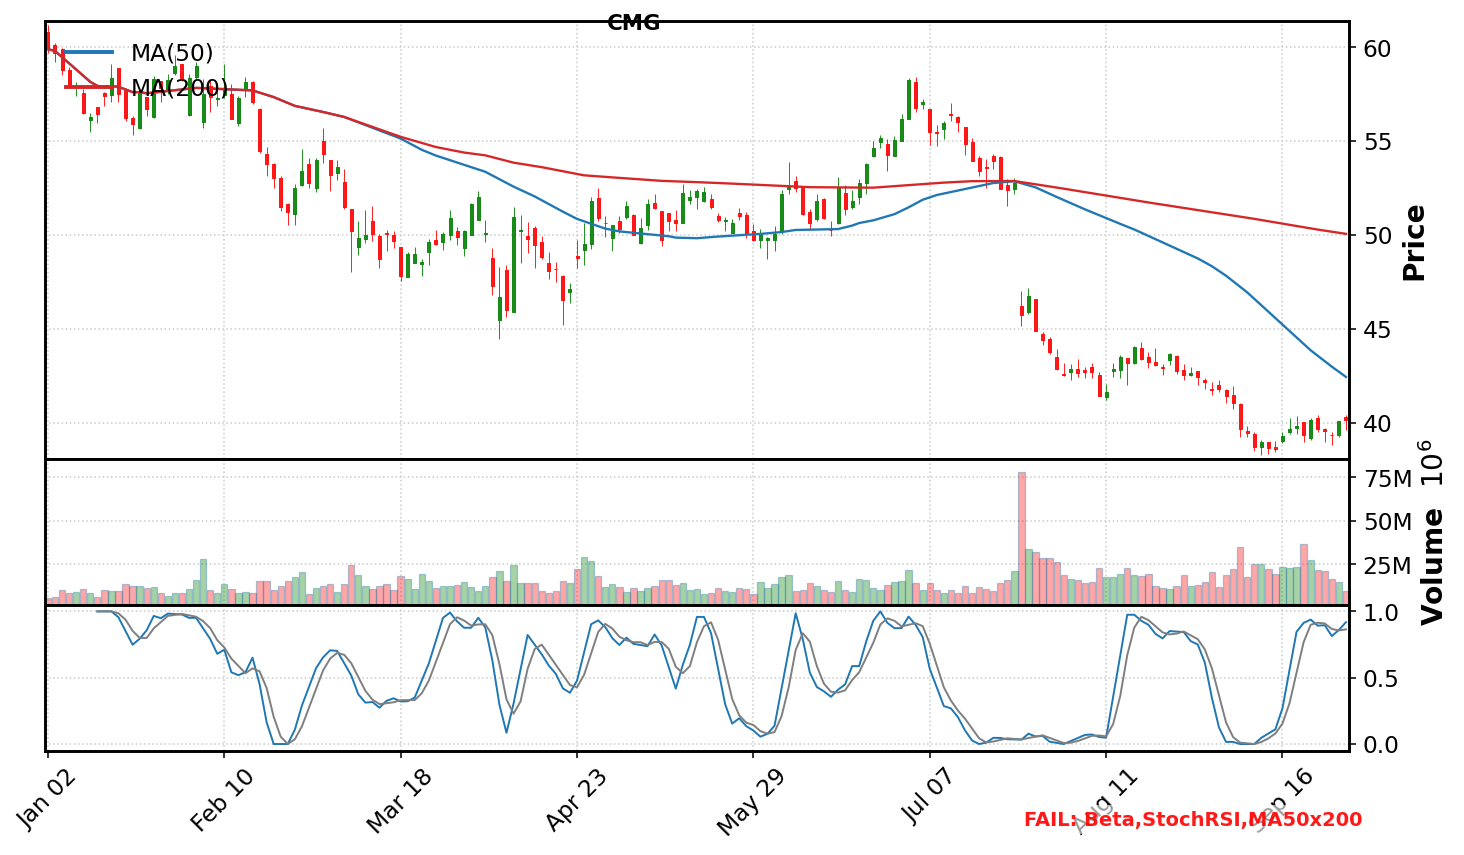 CMG
MA(50)
MA(200)
60
55
50
45
40
Price
75M
50M
25M
Volume 10^6
1.0
0.5
0.0
Jan 02
Feb 10
Mar 18
Apr 23
May 29
Jul 07
Aug 11
Sep 16
FAIL: Beta,StochRSI,MA50x200